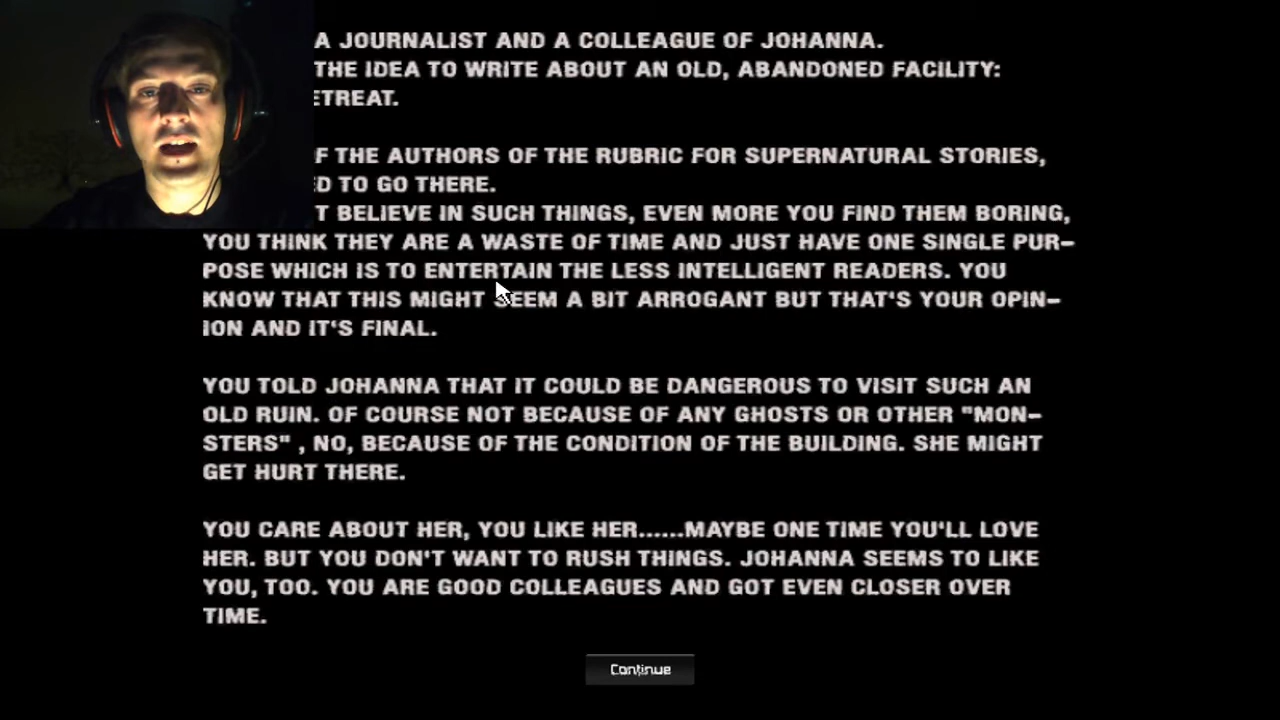 A JOURNALIST AND A COLLEAGUE OF JOHANNA.
THE IDEA TO WRITE ABOUT AN OLD, ABANDONED FACILITY:
ETREAT.
F THE AUTHORS OF THE RUBRIC FOR SUPERNATURAL STORIES,
D TO GO THERE.
T BELIEVE IN SUCH THINGS, EVEN MORE YOU FIND THEM BORING,
YOU THINK THEY ARE A WASTE OF TIME AND JUST HAVE ONE SINGLE PUR-
POSE WHICH IS TO ENTERTAIN THE LESS INTELLIGENT READERS. YOU
KNOW THAT THIS MIGHT SEEM A BIT ARROGANT BUT THAT'S YOUR OPIN-
ION AND IT'S FINAL.
YOU TOLD JOHANNA THAT IT COULD BE DANGEROUS TO VISIT SUCH AN
OLD RUIN. OF COURSE NOT BECAUSE OF ANY GHOSTS OR OTHER "MON-
STERS" , NO, BECAUSE OF THE CONDITION OF THE BUILDING. SHE MIGHT
GET HURT THERE.
YOU CARE ABOUT HER, YOU LIKE HER......MAYBE ONE TIME YOU'LL LOVE
HER. BUT YOU DON'T WANT TO RUSH THINGS. JOHANNA SEEMS TO LIKE
YOU, TOO. YOU ARE GOOD COLLEAGUES AND GOT EVEN CLOSER OVER
TIME.
Continue